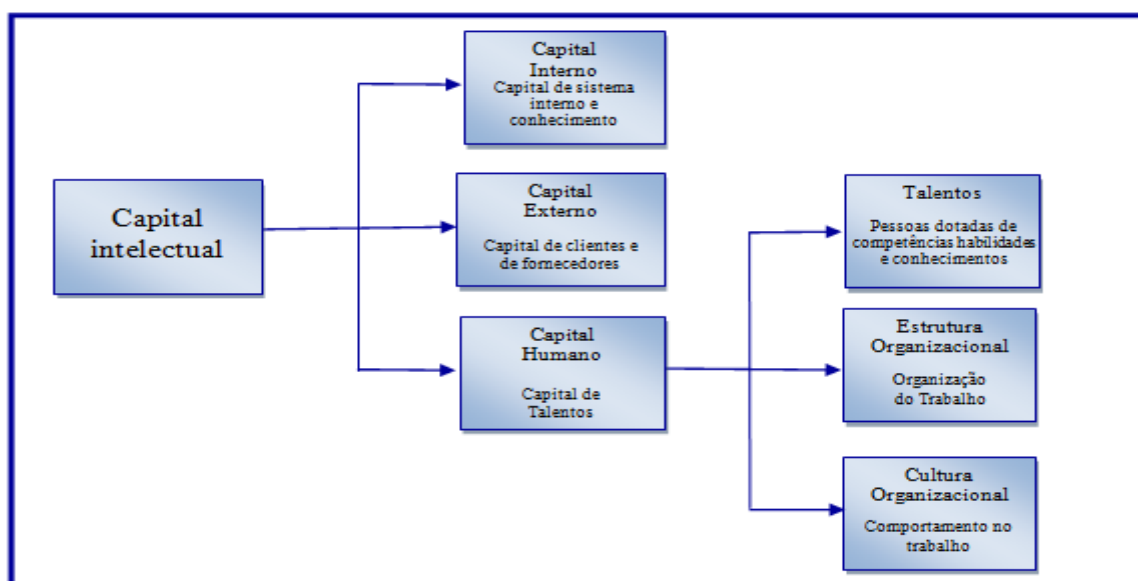 Capital
intelectual
Capital
Interno
Capital de sistema
interno e
conhecimento
Capital
Externo
Capital de clientes e
de fornecedores
Capital
Humano
Capital de
Talentos
Talentos
Pessoas dotadas de
competências habilidades
e conhecimentos
Estrutura
Organizacional
Organização
do Trabalho
Cultura
Organizacional
Comportamento no
trabalho